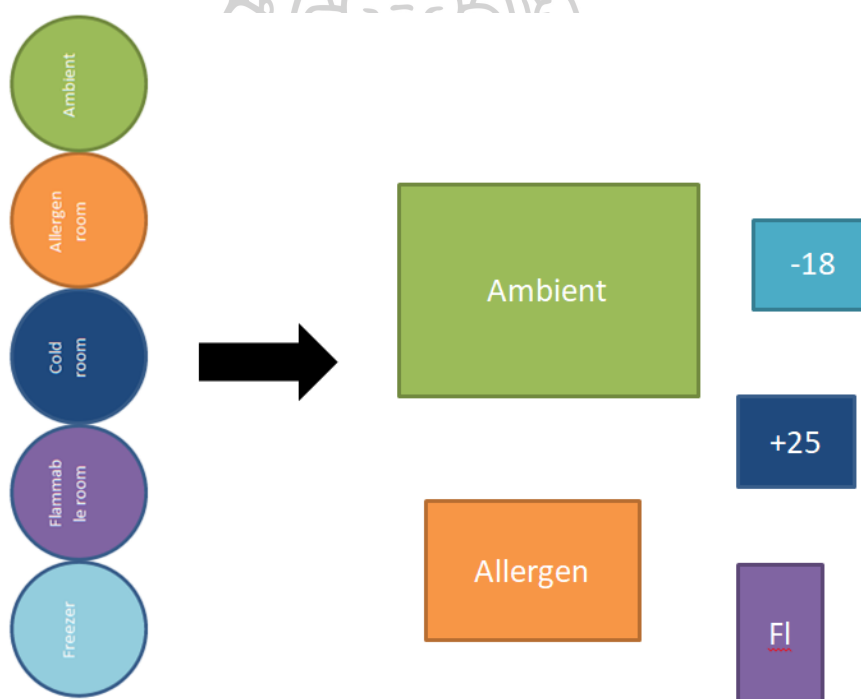 Ambient
Allergen
room
Cold
room
Flammab
le room
Freezer
Ambient
-18
+25
Allergen
Fl